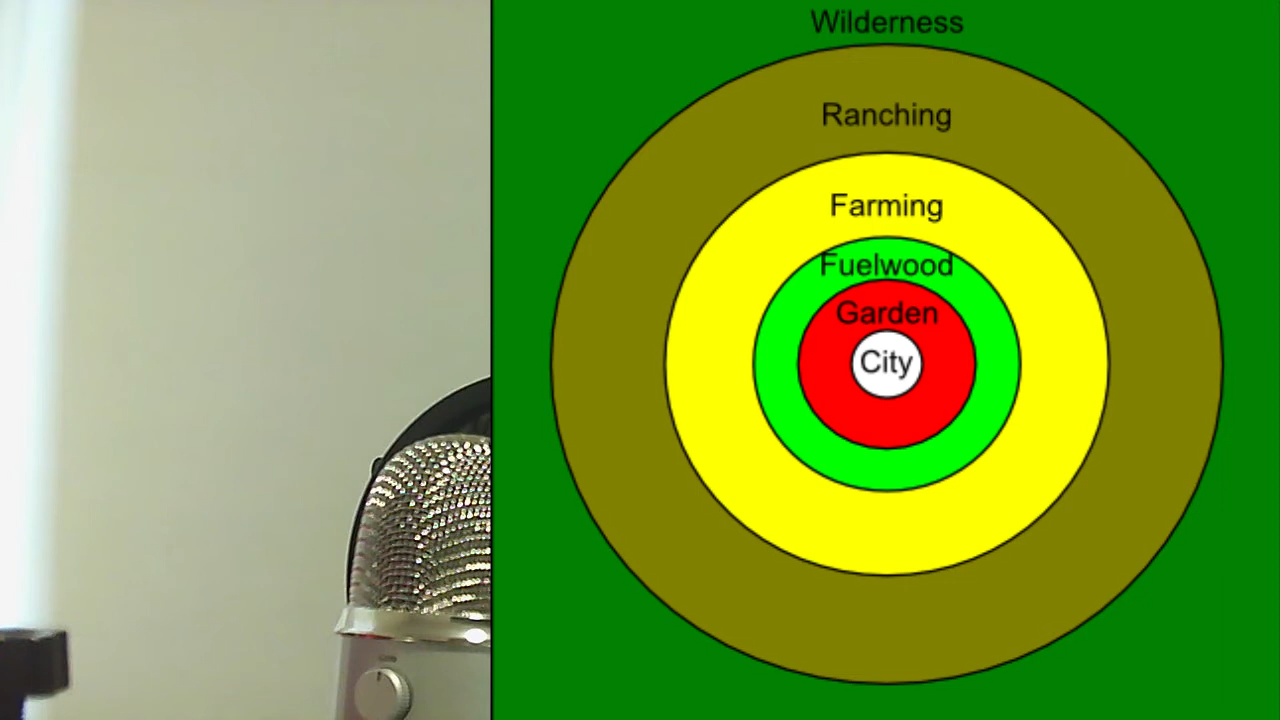 Wilderness
Ranching
Farming
Fuelwood
Garden
City